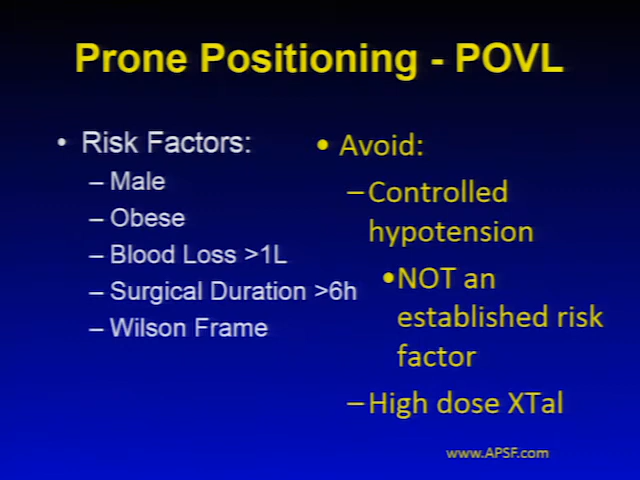 Prone Positioning - POVL
• Risk Factors:
– Male
– Obese
– Blood Loss >1L
– Surgical Duration >6h
– Wilson Frame
• Avoid:
–Controlled
hypotension
•NOT an
established risk
factor
–High dose XTal
www.APSF.com